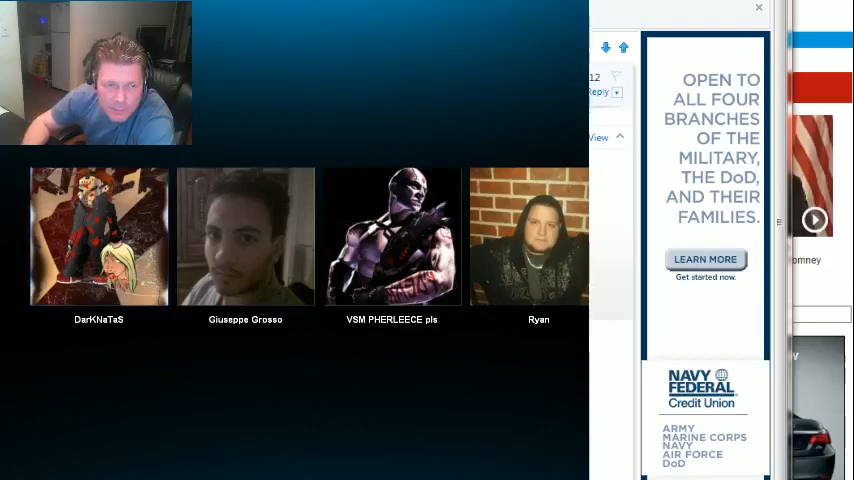 12
Reply
View
OPEN TO
ALL FOUR
BRANCHES
OF THE
MILITARY,
THE DoD,
AND THEIR
FAMILIES.
LEARN MORE
Get started now.
omney
DarKNaTaS
Giuseppe Grosso
VSM PHERLEECE pls
Ryan
NAVY
FEDERAL
Credit Union
ARMY
MARINE CORPS
NAVY
AIR FORCE
DoD